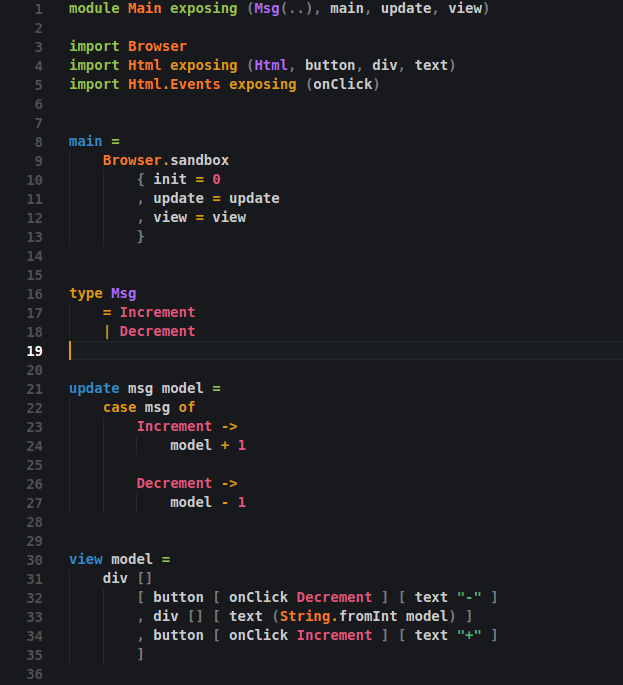 1 module Main exposing (Msg(..), main, update, view)
2
3 import Browser
4 import Html exposing (Html, button, div, text)
5 import Html.Events exposing (onClick)
6
7
8 main =
9     Browser.sandbox
10         { init = 0
11         , update = update
12         , view = view
13         }
14
15
16 type Msg
17     = Increment
18     | Decrement
19
20
21 update msg model =
22     case msg of
23         Increment ->
24             model + 1
25
26         Decrement ->
27             model - 1
28
29
30 view model =
31     div []
32         [ button [ onClick Decrement ] [ text "-" ]
33         , div [] [ text (String.fromInt model) ]
34         , button [ onClick Increment ] [ text "+" ]
35         ]
36